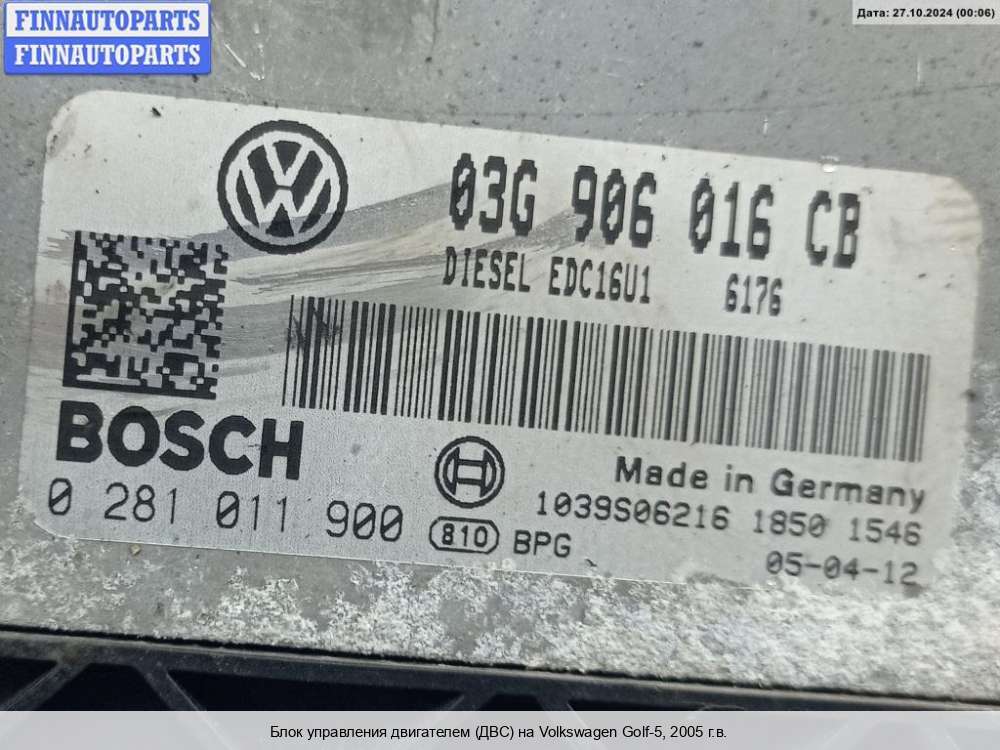 FINNAUTOPARTS
FINNAUTOPARTS
Дата: 27.10.2024 (00:06)
03G 906 016 CB
DIESEL EDC16U1 6176
BOSCH
Made in Germany
0 281 011 900
1039S06216 1850 1546
810 BPG
05-04-12
Блок управления двигателем (ДВС) на Volkswagen Golf-5, 2005 г.в.